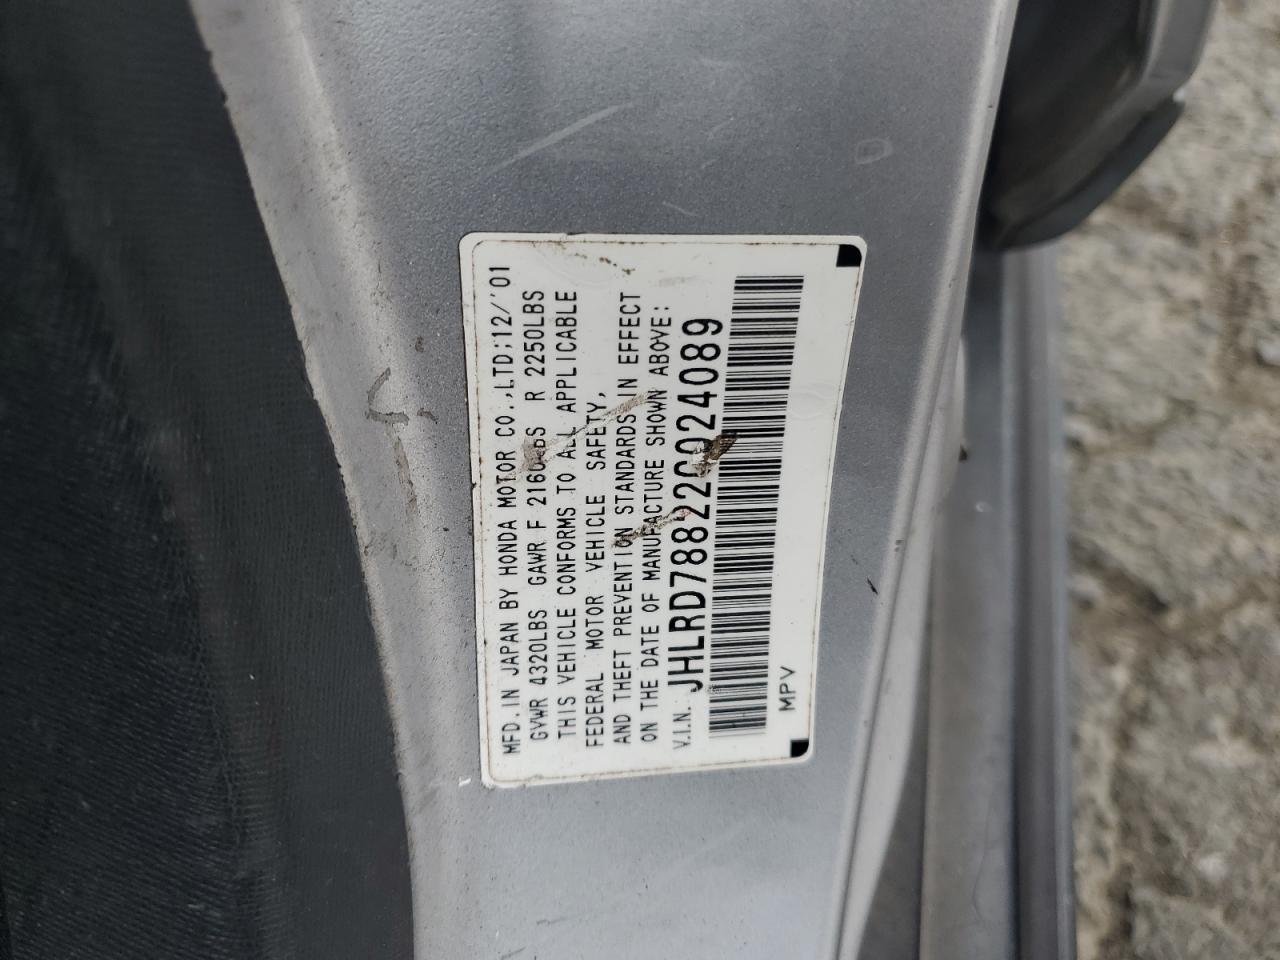 MFD. IN JAPAN BY HONDA MOTOR CO.,LTD;12/'01
GVWR 4320LBS GAWR F 2160LBS R 2250LBS
THIS VEHICLE CONFORMS TO ALL APPLICABLE
FEDERAL MOTOR VEHICLE SAFETY,
AND THEFT PREVENTION STANDARDS IN EFFECT
ON THE DATE OF MANUFACTURE SHOWN ABOVE:
V.I.N. JHLRD78822C024089
MPV